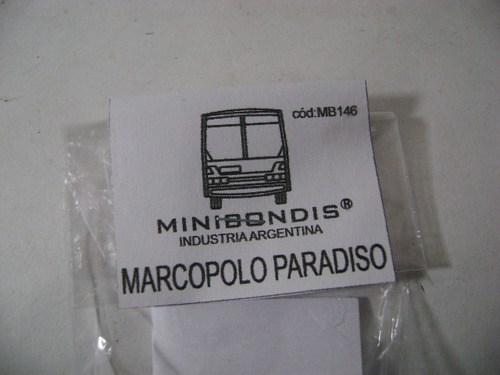 cód:MB146
MINIBONDIS®
INDUSTRIA ARGENTINA
MARCOPOLO PARADISO